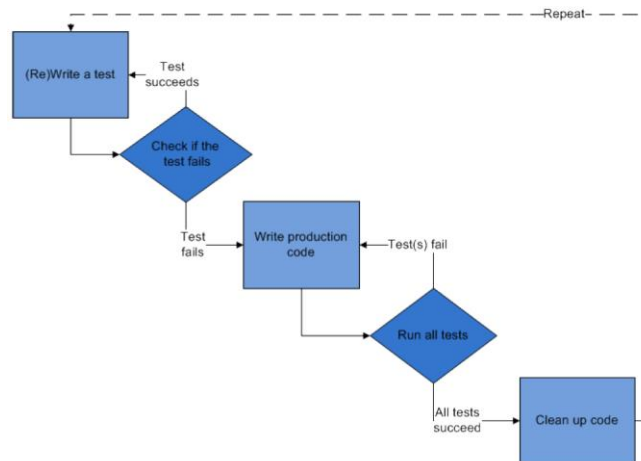 Repeat
(Re)Write a test
Test
succeeds
Check if the
test fails
Test
fails
Write production
code
Test(s) fail
Run all tests
All tests
succeed
Clean up code